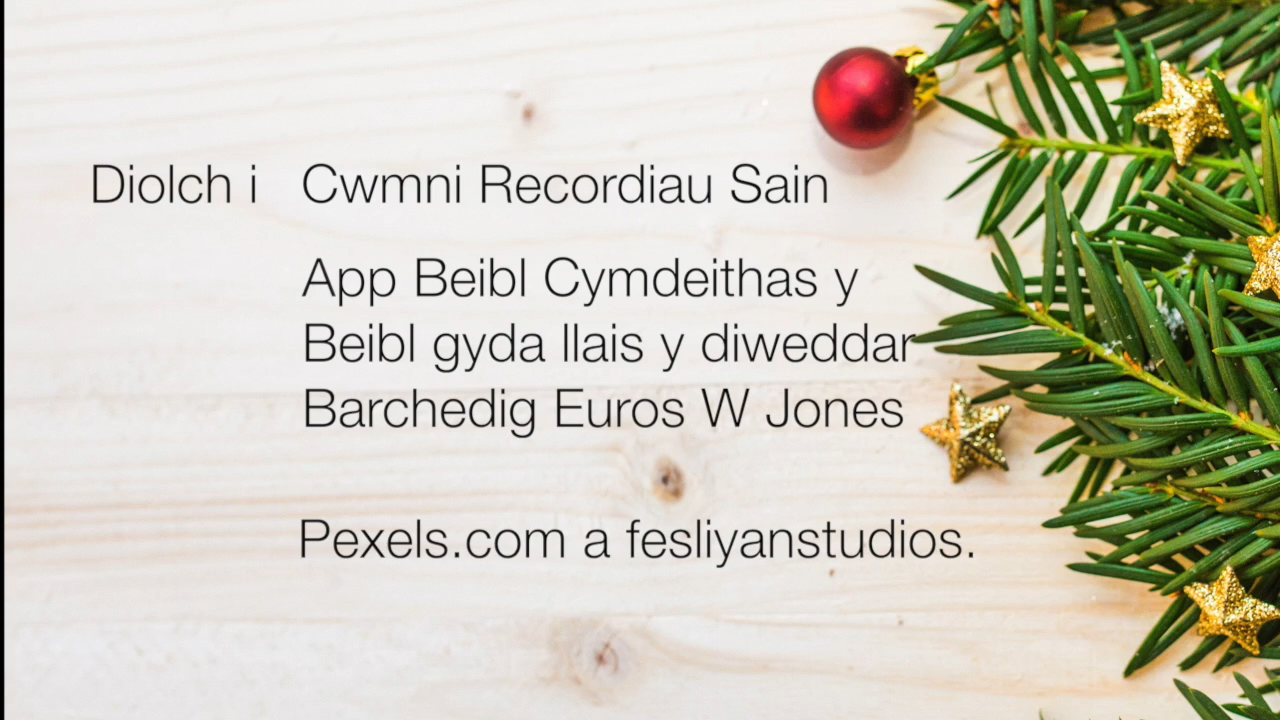 Diolch i Cwmni Recordiau Sain
App Beibl Cymdeithas y
Beibl gyda llais y diweddar
Barchedig Euros W Jones
Pexels.com a fesliyanstudios.